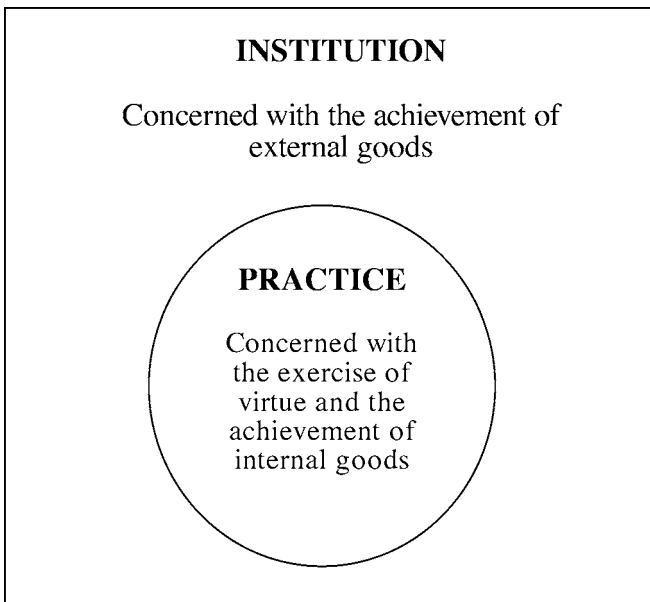 INSTITUTION
Concerned with the achievement of
external goods
PRACTICE
Concerned with
the exercise of
virtue and the
achievement of
internal goods